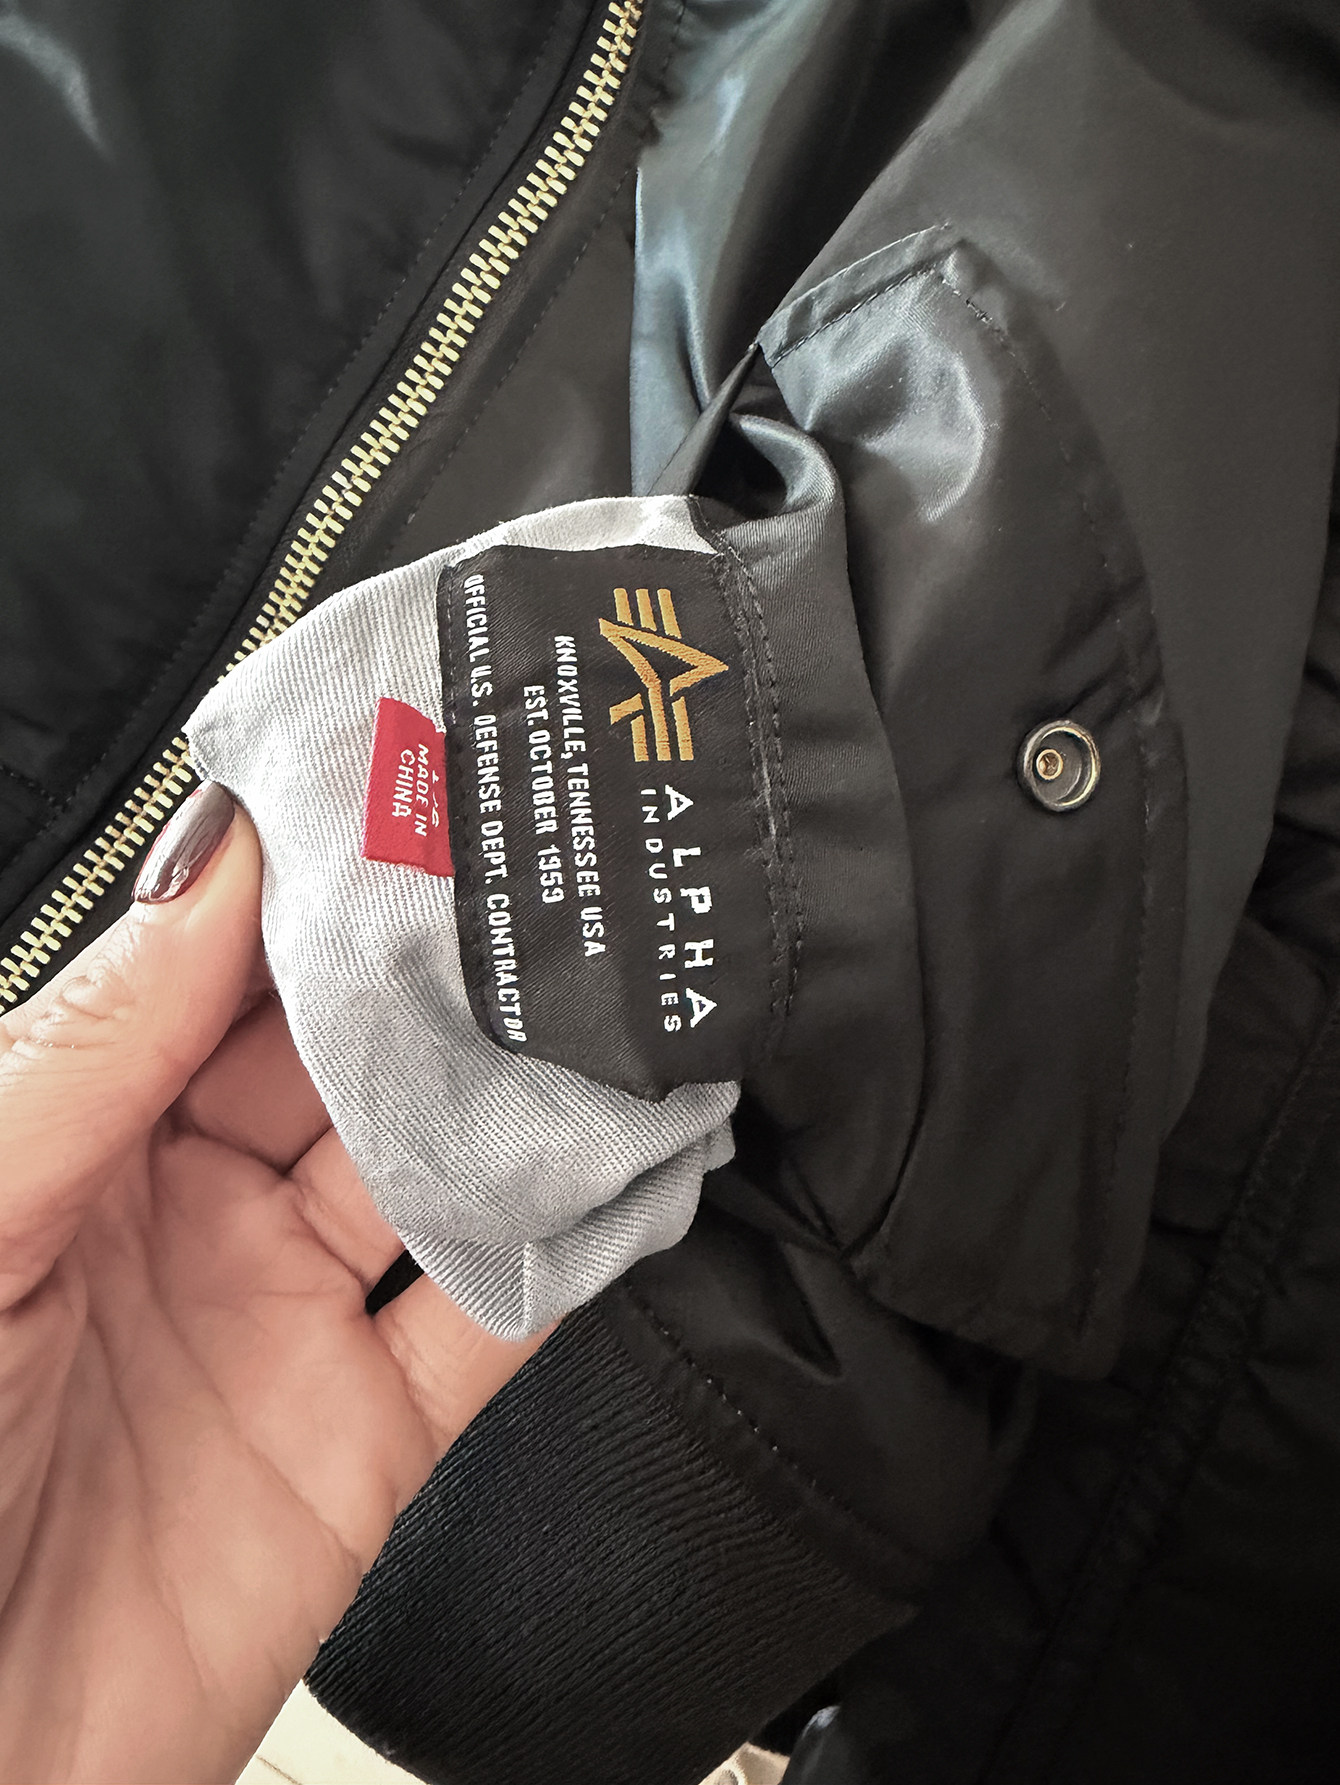 ALPHA
INDUSTRIES
KNOXVILLE, TENNESSEE USA
EST. OCTOBER 1959
OFFICIAL U.S. DEFENSE DEPT. CONTRACTOR
MADE IN
CHINA